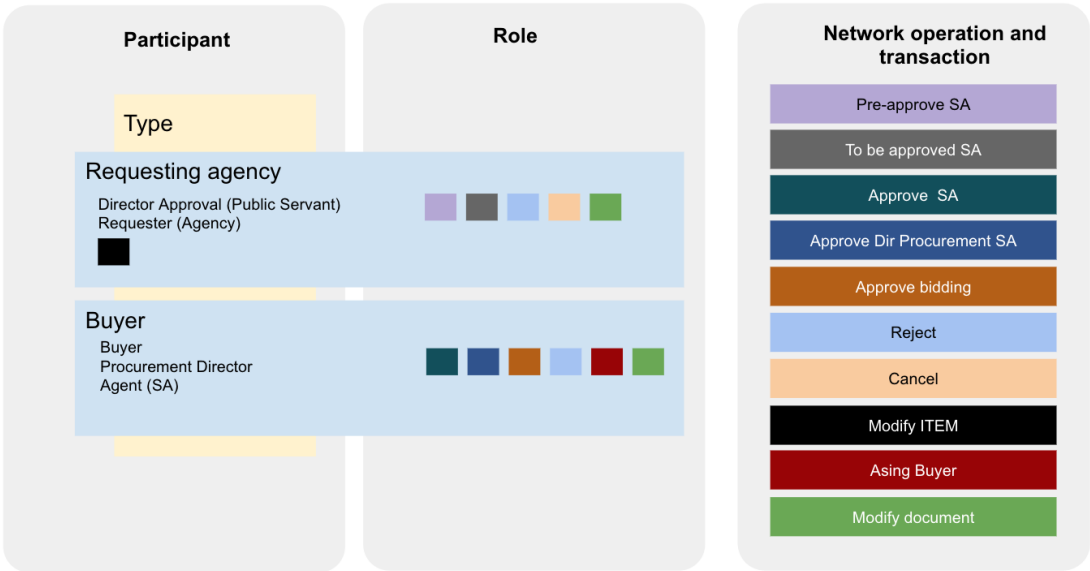 Participant
Role
Network operation and
transaction
Type
Requesting agency
Director Approval (Public Servant)
Requester (Agency)
Buyer
Buyer
Procurement Director
Agent (SA)
Pre-approve SA
To be approved SA
Approve  SA
Approve Dir Procurement SA
Approve bidding
Reject
Cancel
Modify ITEM
Asing Buyer
Modify document